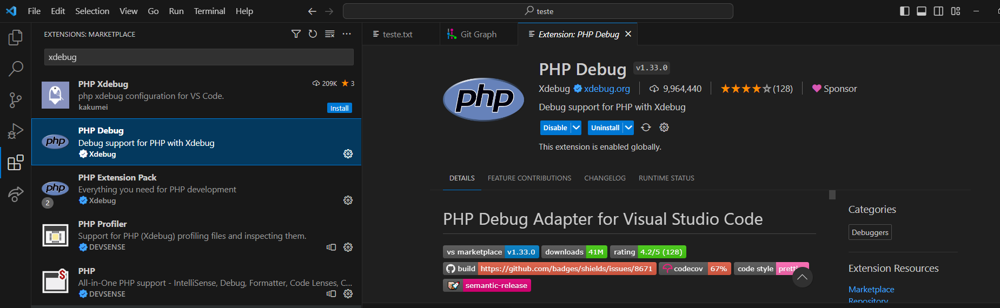 File Edit Selection View Go Run Terminal Help
teste
EXTENSIONS: MARKETPLACE
xdebug
PHP Xdebug
209K
3
php xdebug configuration for VS Code.
kakumei
Install
php
PHP Debug
Debug support for PHP with Xdebug
Xdebug
php
2
PHP Extension Pack
Everything you need for PHP development
Xdebug
PHP Profiler
Support for PHP (Xdebug) profiling files and inspecting them.
DEVSENSE
PHP
All-in-One PHP support - IntelliSense, Debug, Formatter, Code Lenses, C...
DEVSENSE
teste.txt
Git Graph
Extension: PHP Debug
php
PHP Debug v1.33.0
Xdebug xdebug.org 9,964,440 (128) Sponsor
Debug support for PHP with Xdebug
Disable Uninstall
This extension is enabled globally.
DETAILS FEATURE CONTRIBUTIONS CHANGELOG RUNTIME STATUS
PHP Debug Adapter for Visual Studio Code
vs marketplace v1.33.0 downloads 41M rating 4.2/5 (128)
build https://github.com/badges/shields/issues/8671 codecov 67% code style
semantic-release
Categories
Debuggers
Extension Resources
Marketplace
Repository